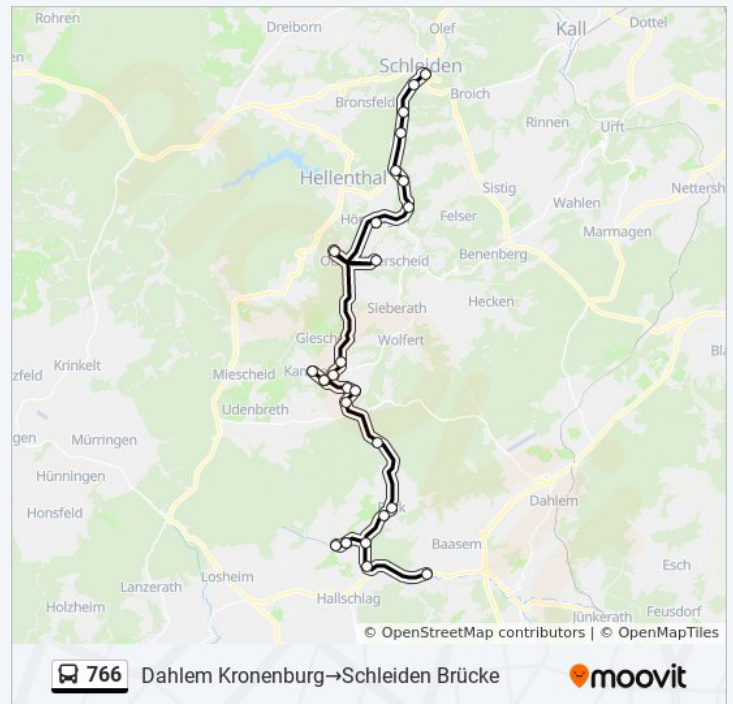 Rohren
Dreiborn
Olef
Kall
Dottel
Schleiden
Bronsfeld
Broich
Rinnen
Urft
Hellenthal
Sistig
Nettersh
Wahlen
Felser
Marmagen
Benenberg
Sieberath
Hecken
Giesch
Wolfert
Krinkelt
Miescheid
zfeld
Udenbreth
Mürringen
Hünningen
Dahlem
Honsfeld
Baasem
Losheim
Esch
Lanzerath
Hallschlag
Holzheim
Feusdorf
Jünkerath
© OpenStreetMap contributors | © OpenMapTiles
766 Dahlem Kronenburg→Schleiden Brücke
moovit